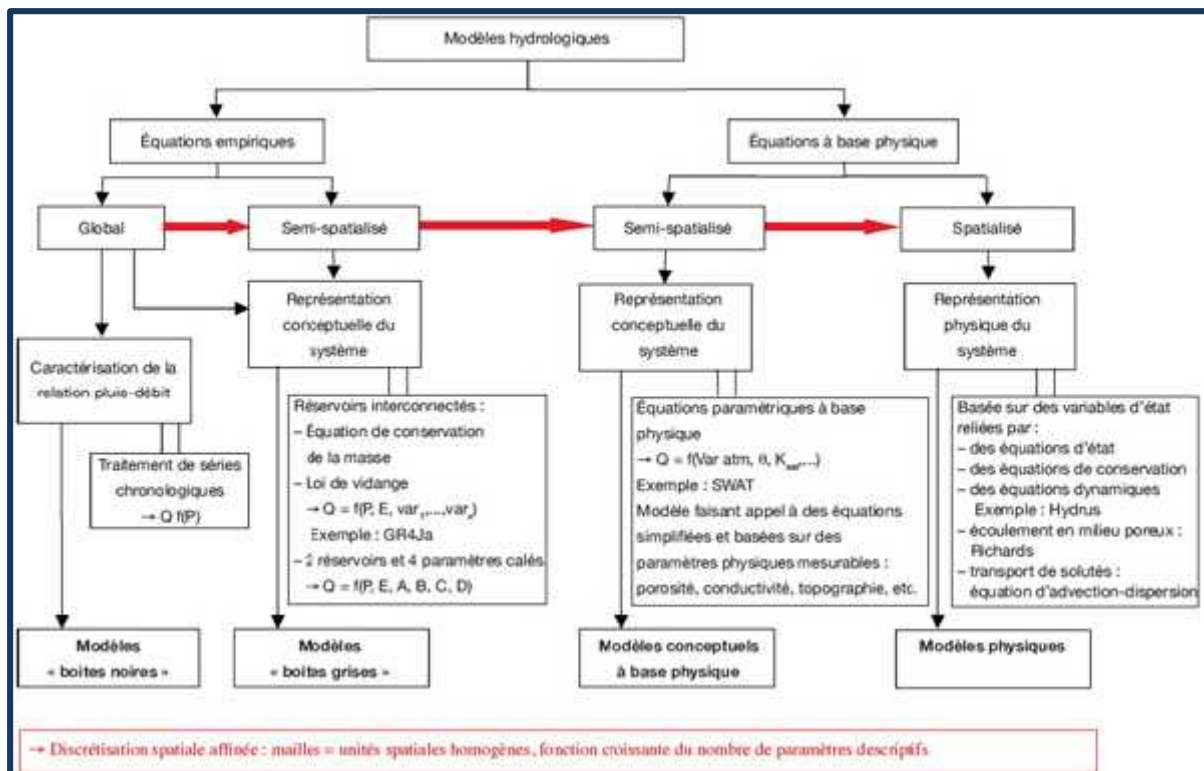 Modèles hydrologiques
Équations empiriques
Équations à base physique
Global
Semi-spatialisé
Semi-spatialisé
Spatialisé
Caractérisation de la
relation pluie-débit
Représentation
conceptuelle du
système
Représentation
conceptuelle du
système
Représentation
physique du
système
Traitement de séries
chronologiques
→ Q f(P)
Réservoirs interconnectés :
– Équation de conservation
de la masse
– Loi de vidange
→ Q = f(P, E, var₁,...,varₓ)
Exemple : GR4Ja
– 2 réservoirs et 4 paramètres calés
→ Q = f(P, E, A, B, C, D)
Équations paramétriques à base
physique
→ Q = f(Var atm, θ, Ksat,...)
Exemple : SWAT
Modèle faisant appel à des équations
simplifiées et basées sur des
paramètres physiques mesurables :
porosité, conductivité, topographie, etc.
Basée sur des variables d'état
reliées par :
– des équations d'état
– des équations de conservation
– des équations dynamiques
Exemple : Hydrus
– écoulement en milieu poreux :
Richards
– transport de solutés :
équation d'advection-dispersion
Modèles
« boites noires »
Modèles
« boites grises »
Modèles conceptuels
à base physique
Modèles physiques
→ Discrétisation spatiale affinée : mailles = unités spatiales homogènes, fonction croissante du nombre de paramètres descriptifs